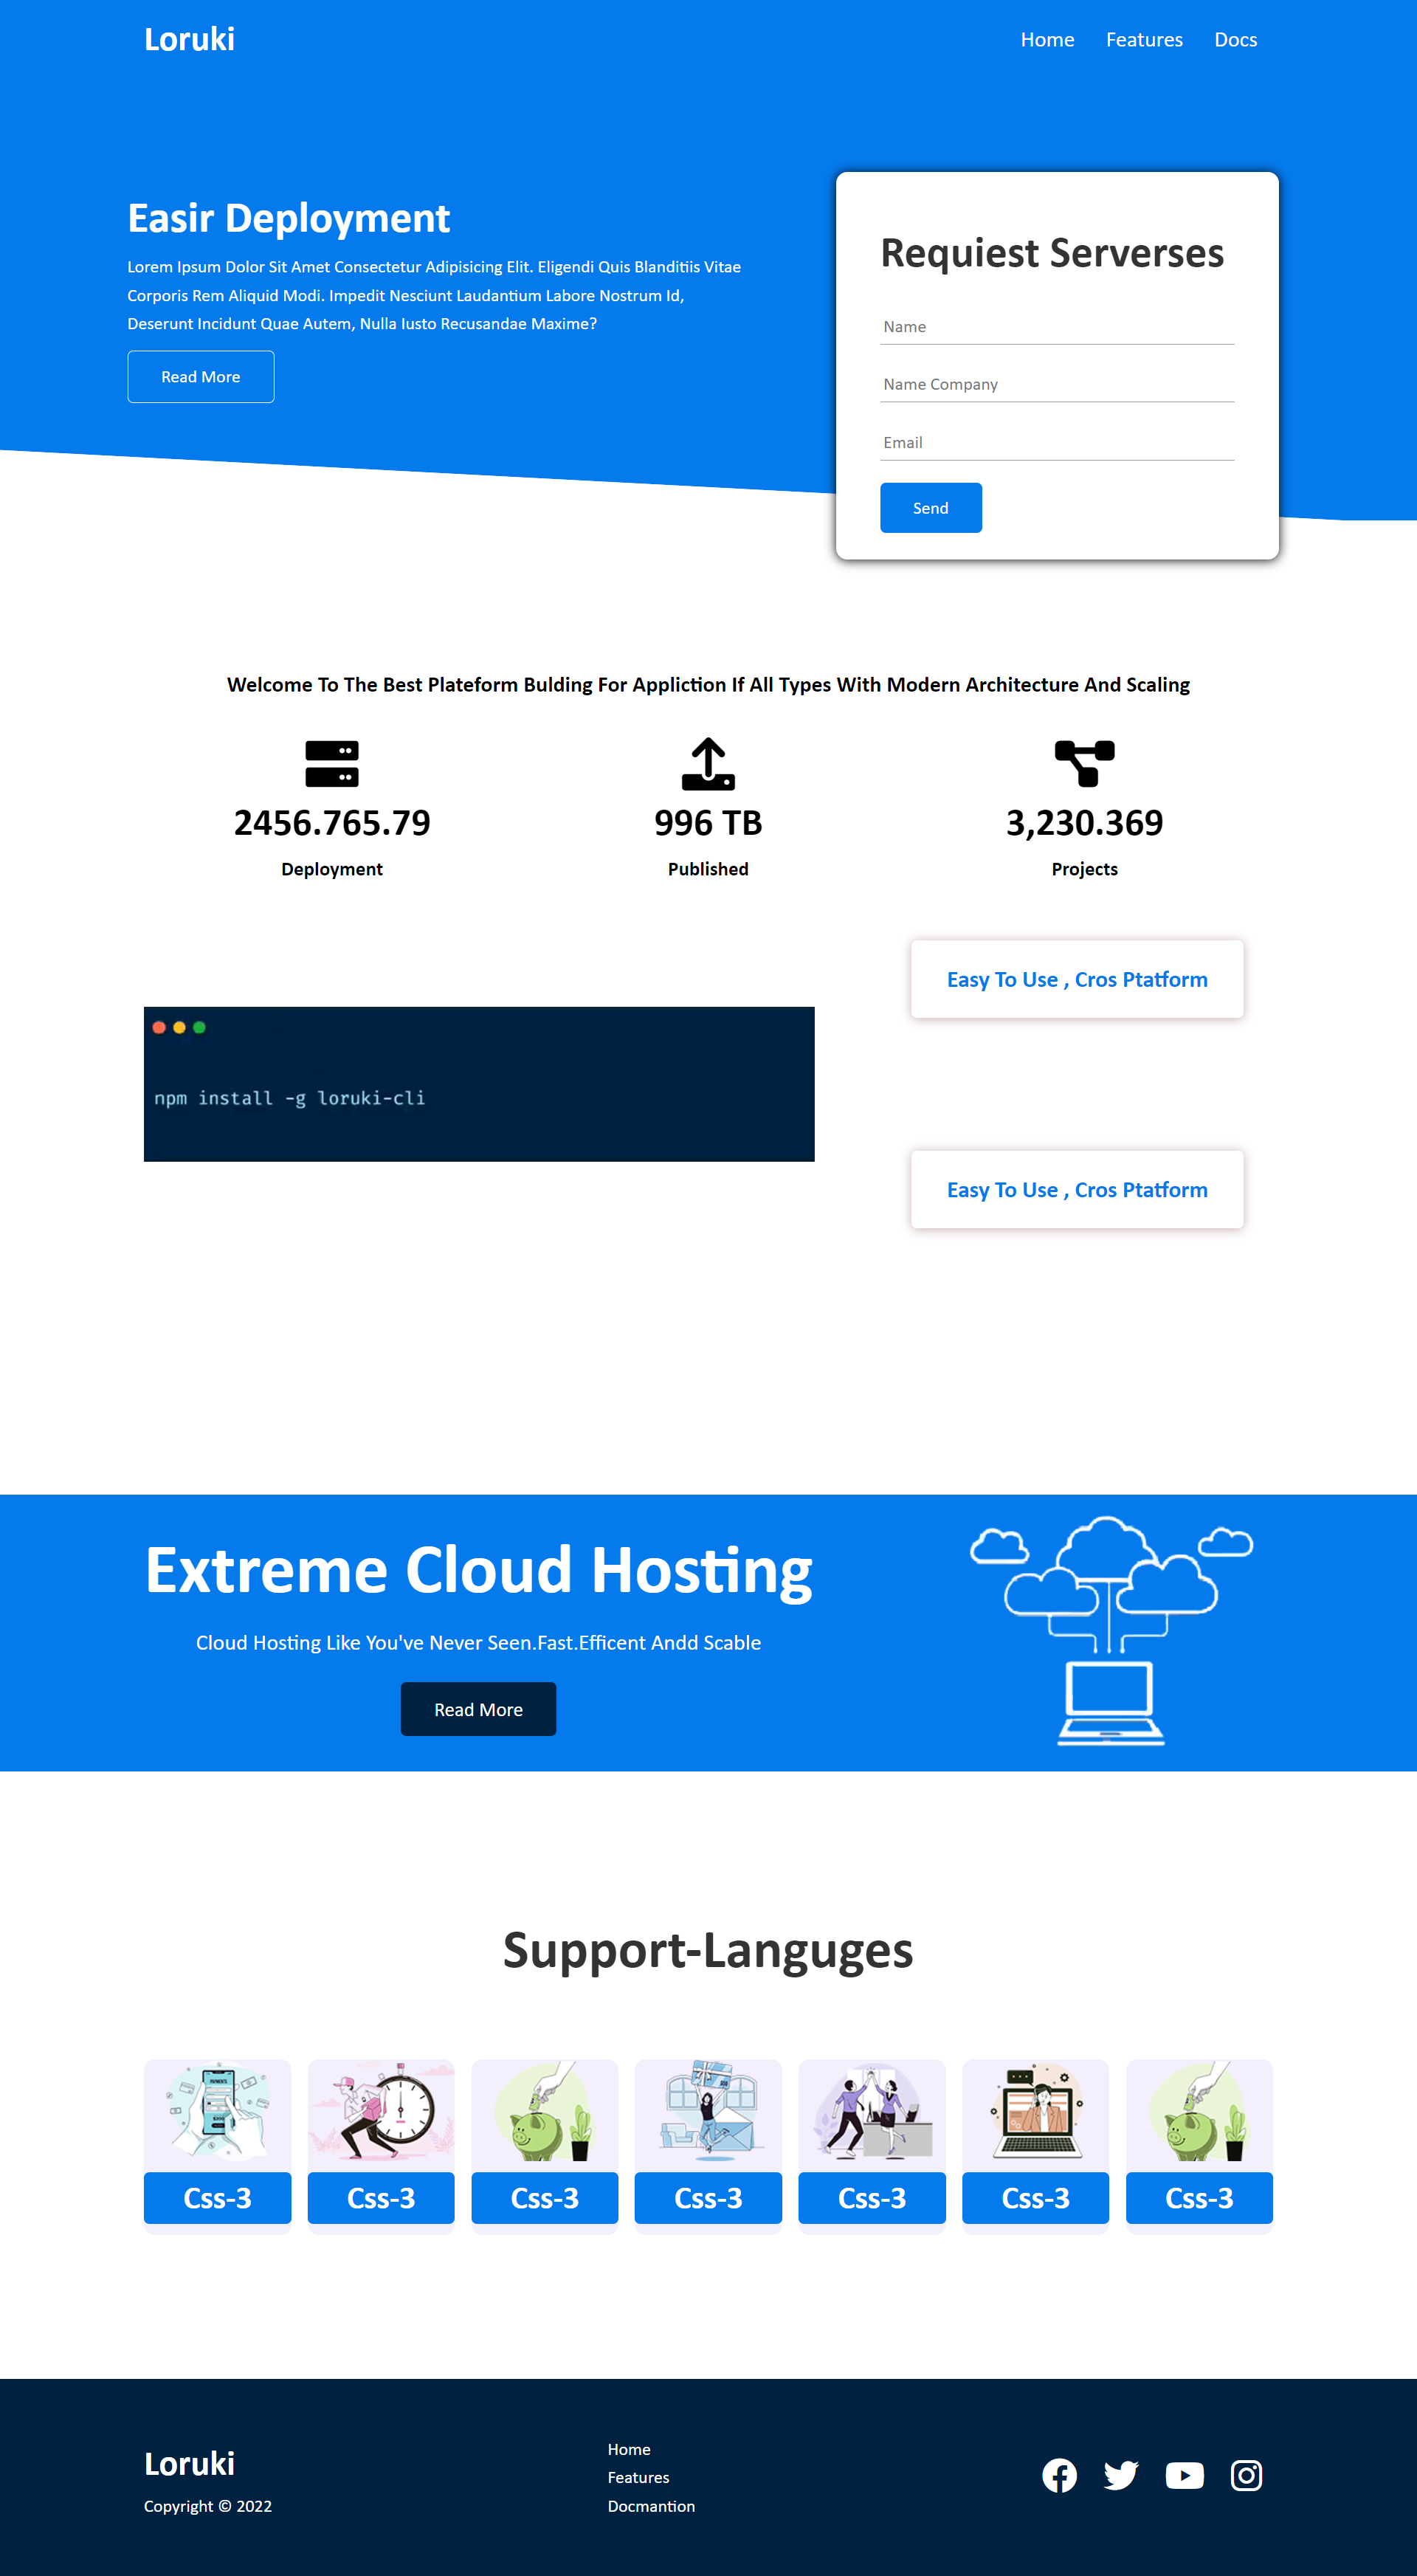 Loruki
Home Features Docs
Easir Deployment
Lorem Ipsum Dolor Sit Amet Consectetur Adipisicing Elit. Eligendi Quis Blanditiis Vitae
Corporis Rem Aliquid Modi. Impedit Nesciunt Laudantium Labore Nostrum Id,
Deserunt Incidunt Quae Autem, Nulla Iusto Recusandae Maxime?
Read More
Requiest Serverses
Name
Name Company
Email
Send
Welcome To The Best Plateform Bulding For Appliction If All Types With Modern Architecture And Scaling
2456.765.79
Deployment
996 TB
Published
3,230.369
Projects
npm install -g loruki-cli
Easy To Use , Cros Ptatform
Easy To Use , Cros Ptatform
Extreme Cloud Hosting
Cloud Hosting Like You've Never Seen.Fast.Efficent Andd Scable
Read More
Support-Languges
PAYMENTS
Css-3
Css-3
Css-3
Css-3
Css-3
Css-3
Css-3
Loruki
Copyright © 2022
Home
Features
Docmantion